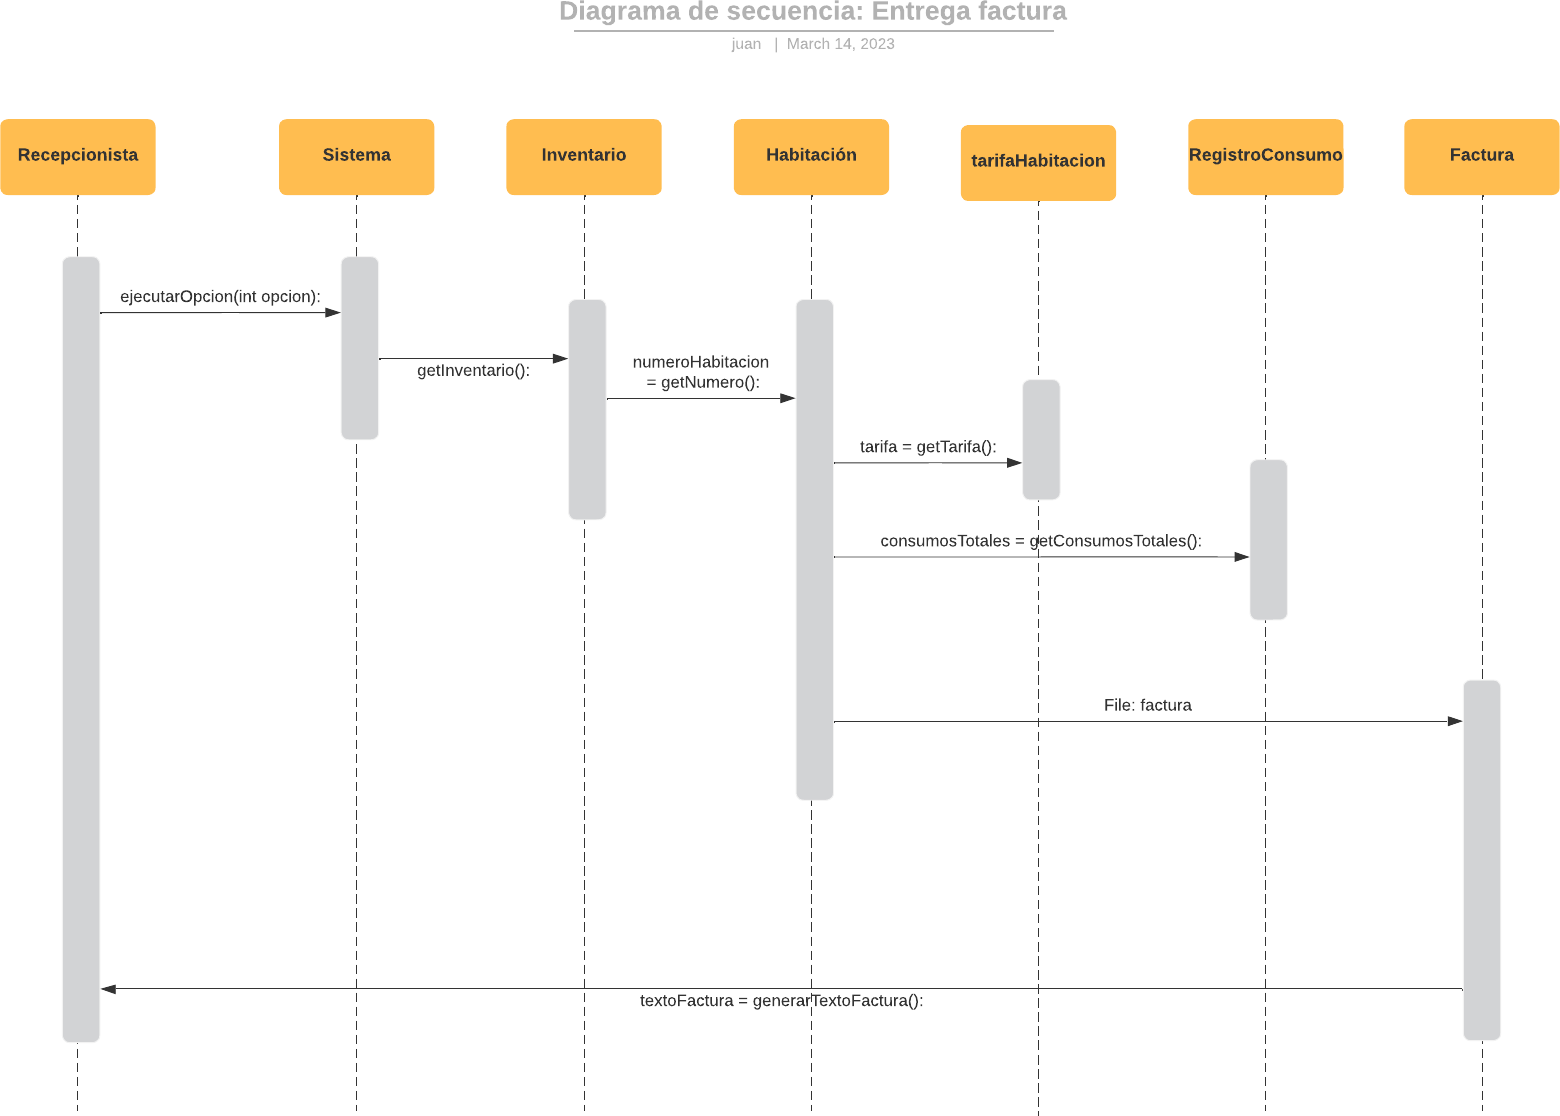 Diagrama de secuencia: Entrega factura
juan | March 14, 2023
Recepcionista
Sistema
Inventario
Habitación
tarifaHabitacion
RegistroConsumo
Factura
ejecutarOpcion(int opcion):
getInventario():
numeroHabitacion
= getNumero():
tarifa = getTarifa():
consumosTotales = getConsumosTotales():
File: factura
textoFactura = generarTextoFactura():